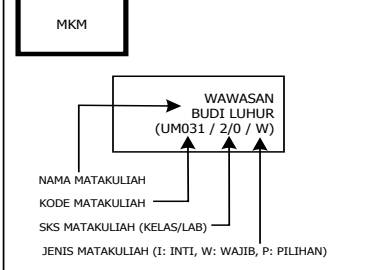 MKM
WAWASAN
BUDI LUHUR
(UM031 / 2/0 / W)
NAMA MATAKULIAH
KODE MATAKULIAH
SKS MATAKULIAH (KELAS/LAB)
JENIS MATAKULIAH (I: INTI, W: WAJIB, P: PILIHAN)